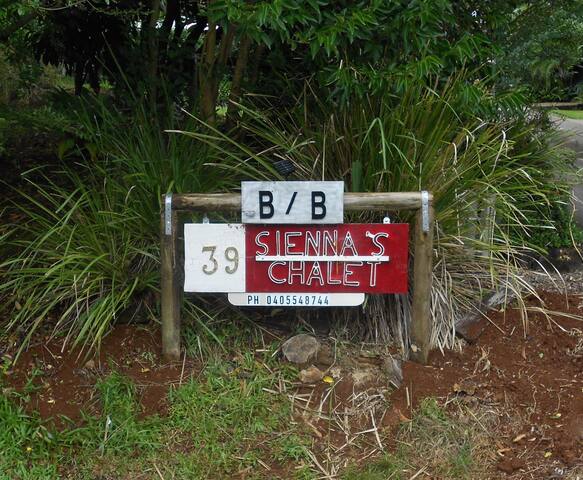 B / B
39
SIENNA'S
CHALET
PH 0405548744